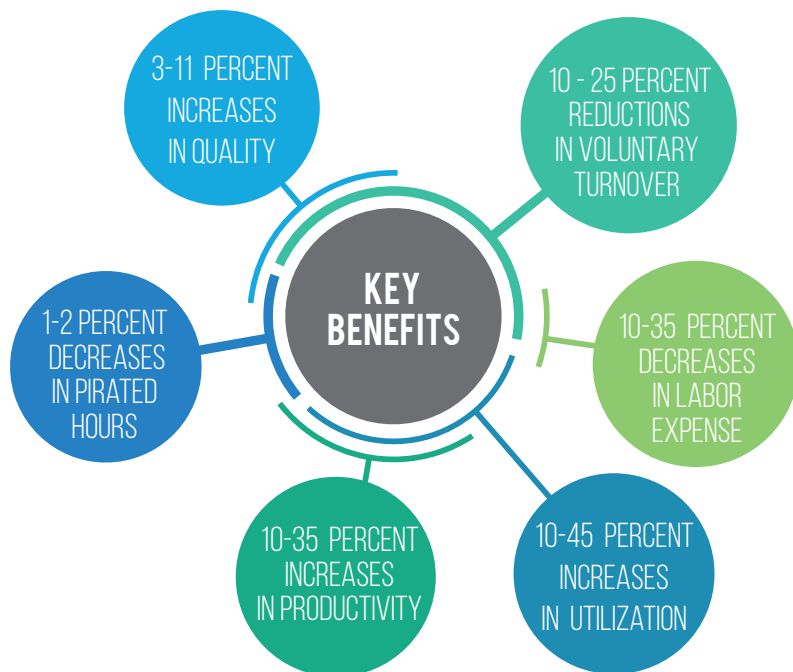 3-11 PERCENT
INCREASES
IN QUALITY
10 - 25 PERCENT
REDUCTIONS
IN VOLUNTARY
TURNOVER
KEY
BENEFITS
1-2 PERCENT
DECREASES
IN PIRATED
HOURS
10-35 PERCENT
DECREASES
IN LABOR
EXPENSE
10-35 PERCENT
INCREASES
IN PRODUCTIVITY
10-45 PERCENT
INCREASES
IN UTILIZATION